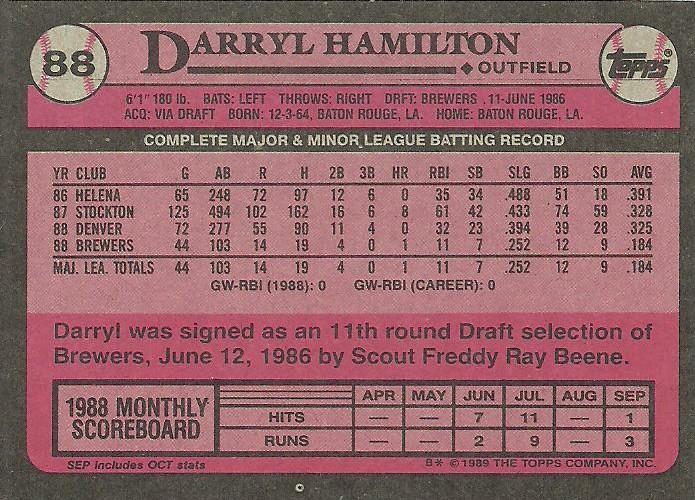 88
DARRYL HAMILTON
OUTFIELD
TOPPS®
6'1" 180 lb. BATS: LEFT THROWS: RIGHT DRFT: BREWERS .11-JUNE 1986
ACQ: VIA DRAFT BORN: 12-3-64, BATON ROUGE, LA. HOME: BATON ROUGE, LA.
COMPLETE MAJOR & MINOR LEAGUE BATTING RECORD
YR CLUB G AB R H 2B 3B HR RBI SB SLG BB SO AVG
86 HELENA 65 248 72 97 12 6 0 35 34 .488 51 18 .391
87 STOCKTON 125 494 102 162 16 6 8 61 42 .433 74 59 .328
88 DENVER 72 277 55 90 11 4 0 32 23 .394 39 28 .325
88 BREWERS 44 103 14 19 4 0 1 11 7 .252 12 9 .184
MAJ. LEA. TOTALS 44 103 14 19 4 0 1 11 7 .252 12 9 .184
GW-RBI (1988): 0 GW-RBI (CAREER): 0
Darryl was signed as an 11th round Draft selection of
Brewers, June 12, 1986 by Scout Freddy Ray Beene.
1988 MONTHLY
SCOREBOARD
APR MAY JUN JUL AUG SEP
HITS — — 7 11 — 1
RUNS — — 2 9 — 3
SEP includes OCT stats
B* © 1989 THE TOPPS COMPANY, INC.